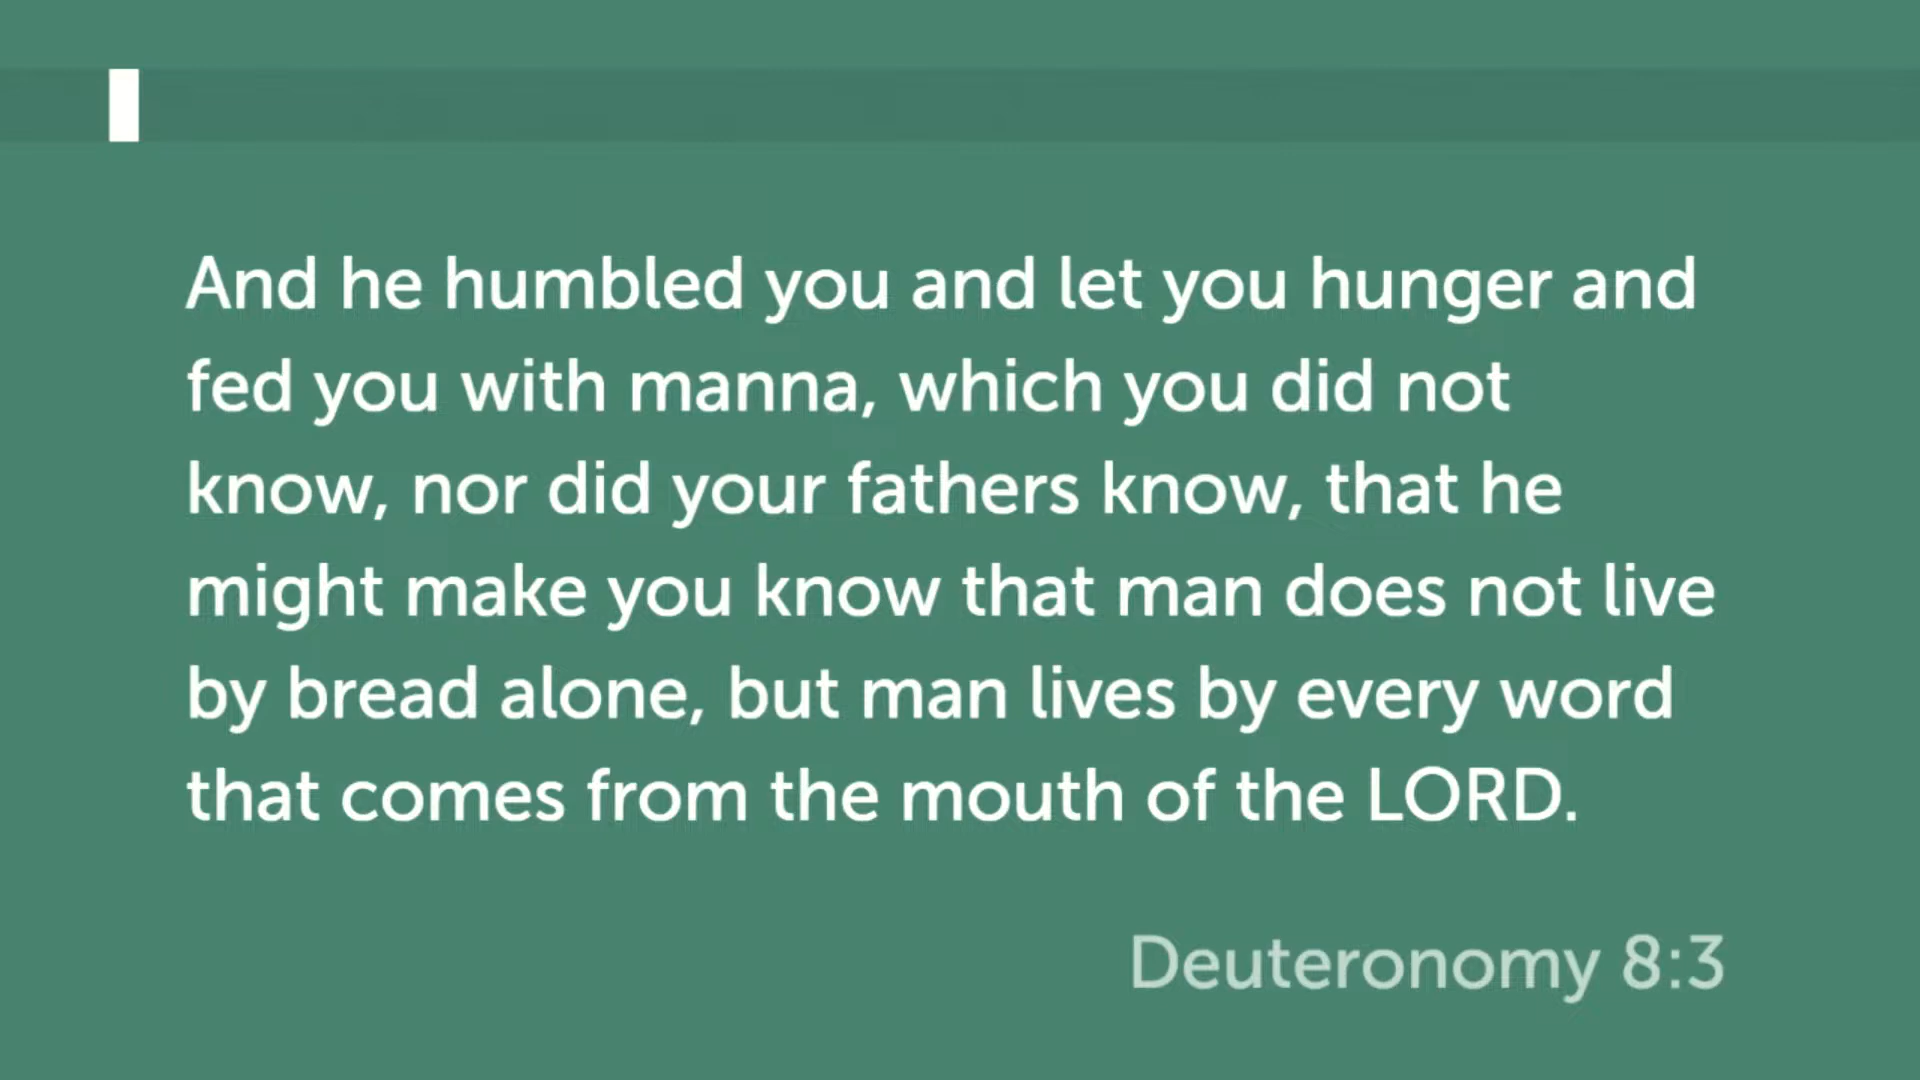 And he humbled you and let you hunger and
fed you with manna, which you did not
know, nor did your fathers know, that he
might make you know that man does not live
by bread alone, but man lives by every word
that comes from the mouth of the LORD.
Deuteronomy 8:3